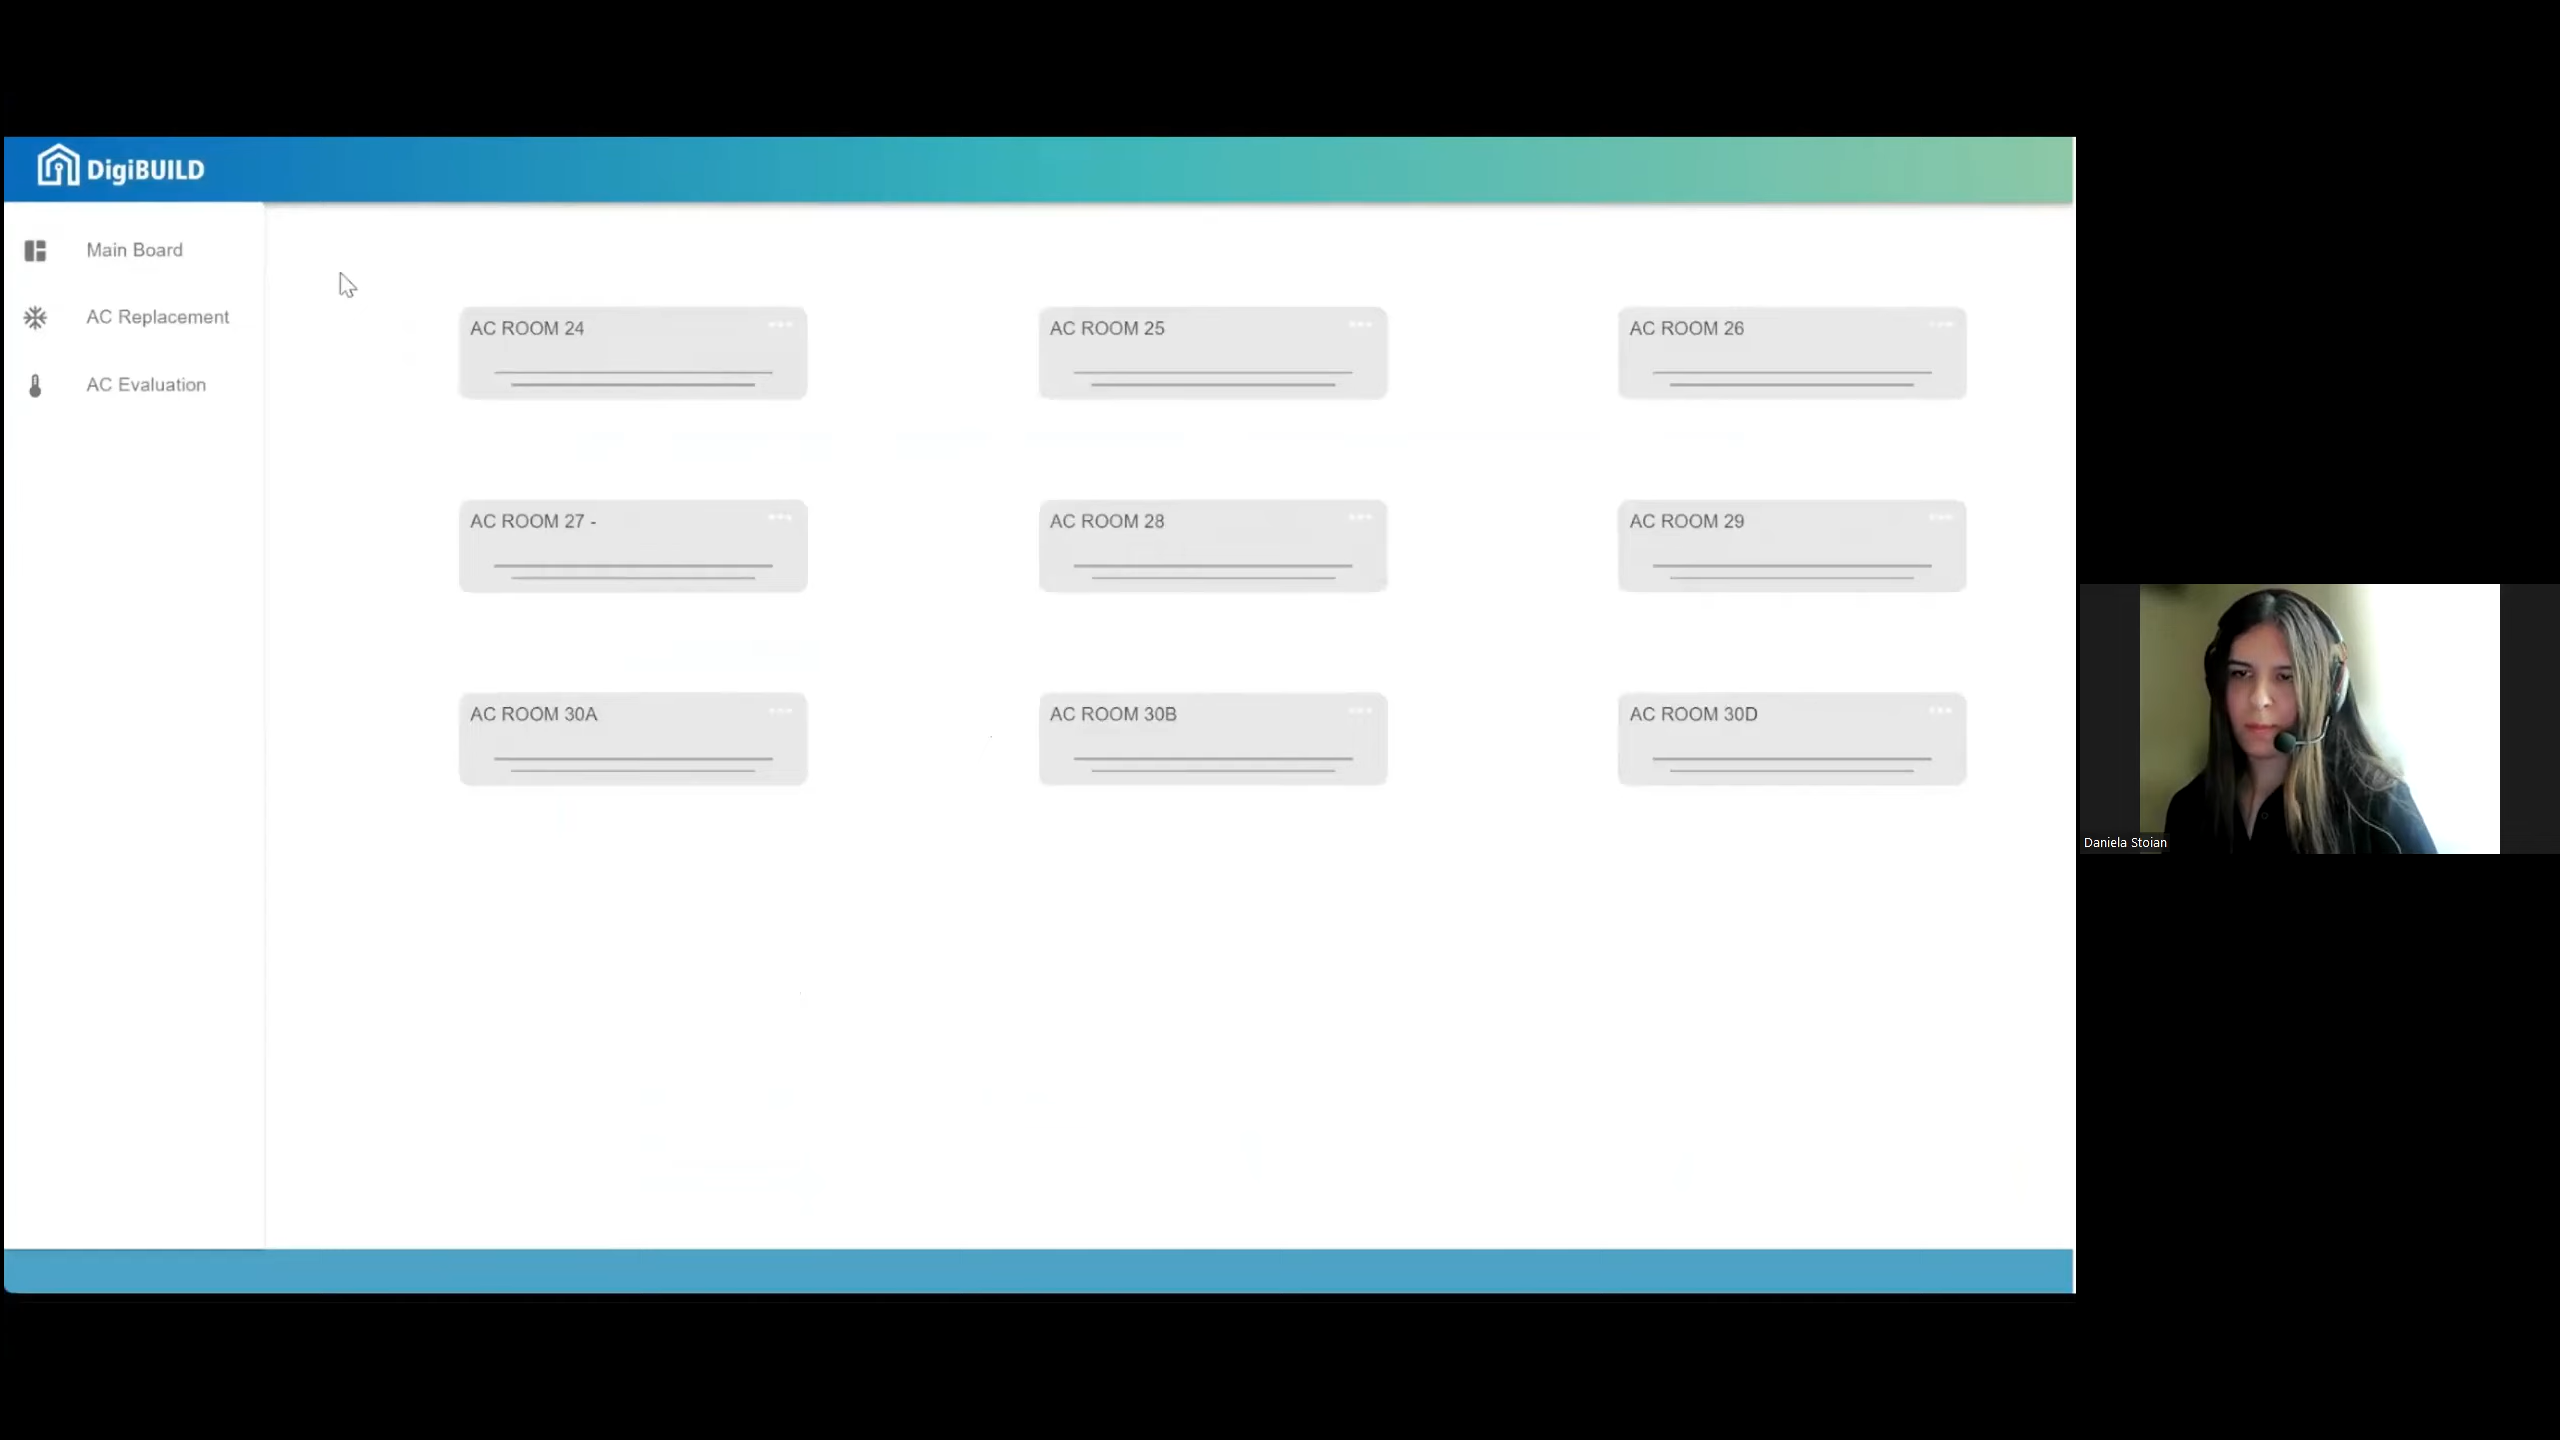 DigiBUILD
Main Board
AC Replacement
AC Evaluation
AC ROOM 24
AC ROOM 25
AC ROOM 26
AC ROOM 27 -
AC ROOM 28
AC ROOM 29
AC ROOM 30A
AC ROOM 30B
AC ROOM 30D
Daniela Stoian